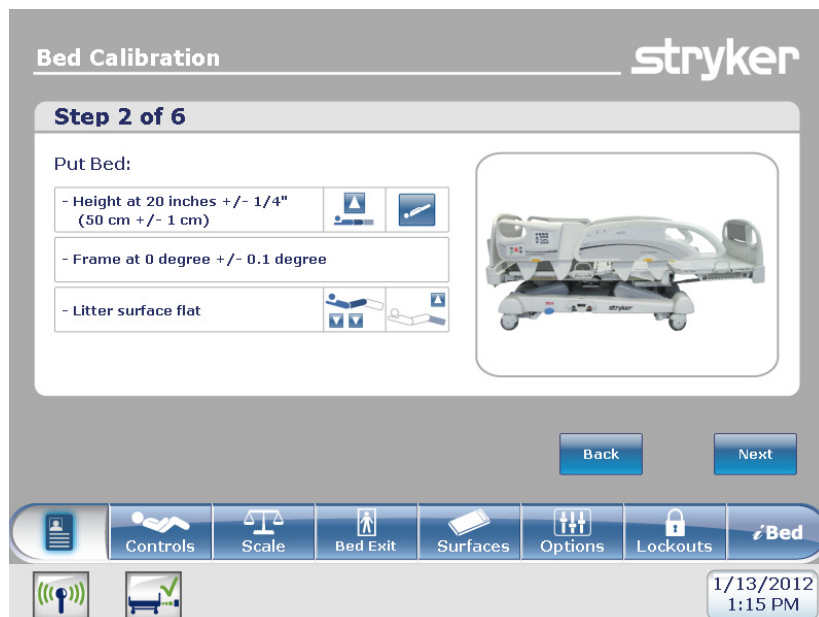 Bed Calibration
stryker
Step 2 of 6
Put Bed:
- Height at 20 inches +/- 1/4"
(50 cm +/- 1 cm)
- Frame at 0 degree +/- 0.1 degree
- Litter surface flat
stryker
Back
Next
Controls
Scale
Bed Exit
Surfaces
Options
Lockouts
iBed
1/13/2012
1:15 PM